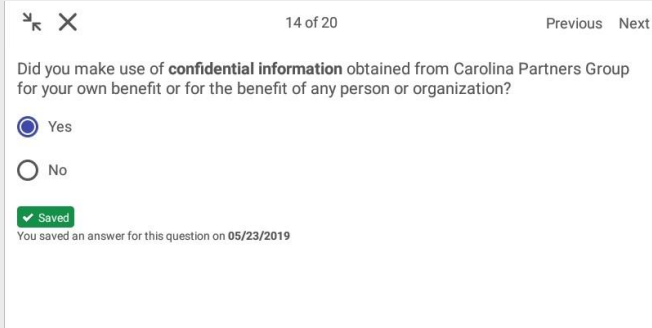 14 of 20 Previous Next
Did you make use of confidential information obtained from Carolina Partners Group
for your own benefit or for the benefit of any person or organization?
Yes
No
Saved
You saved an answer for this question on 05/23/2019